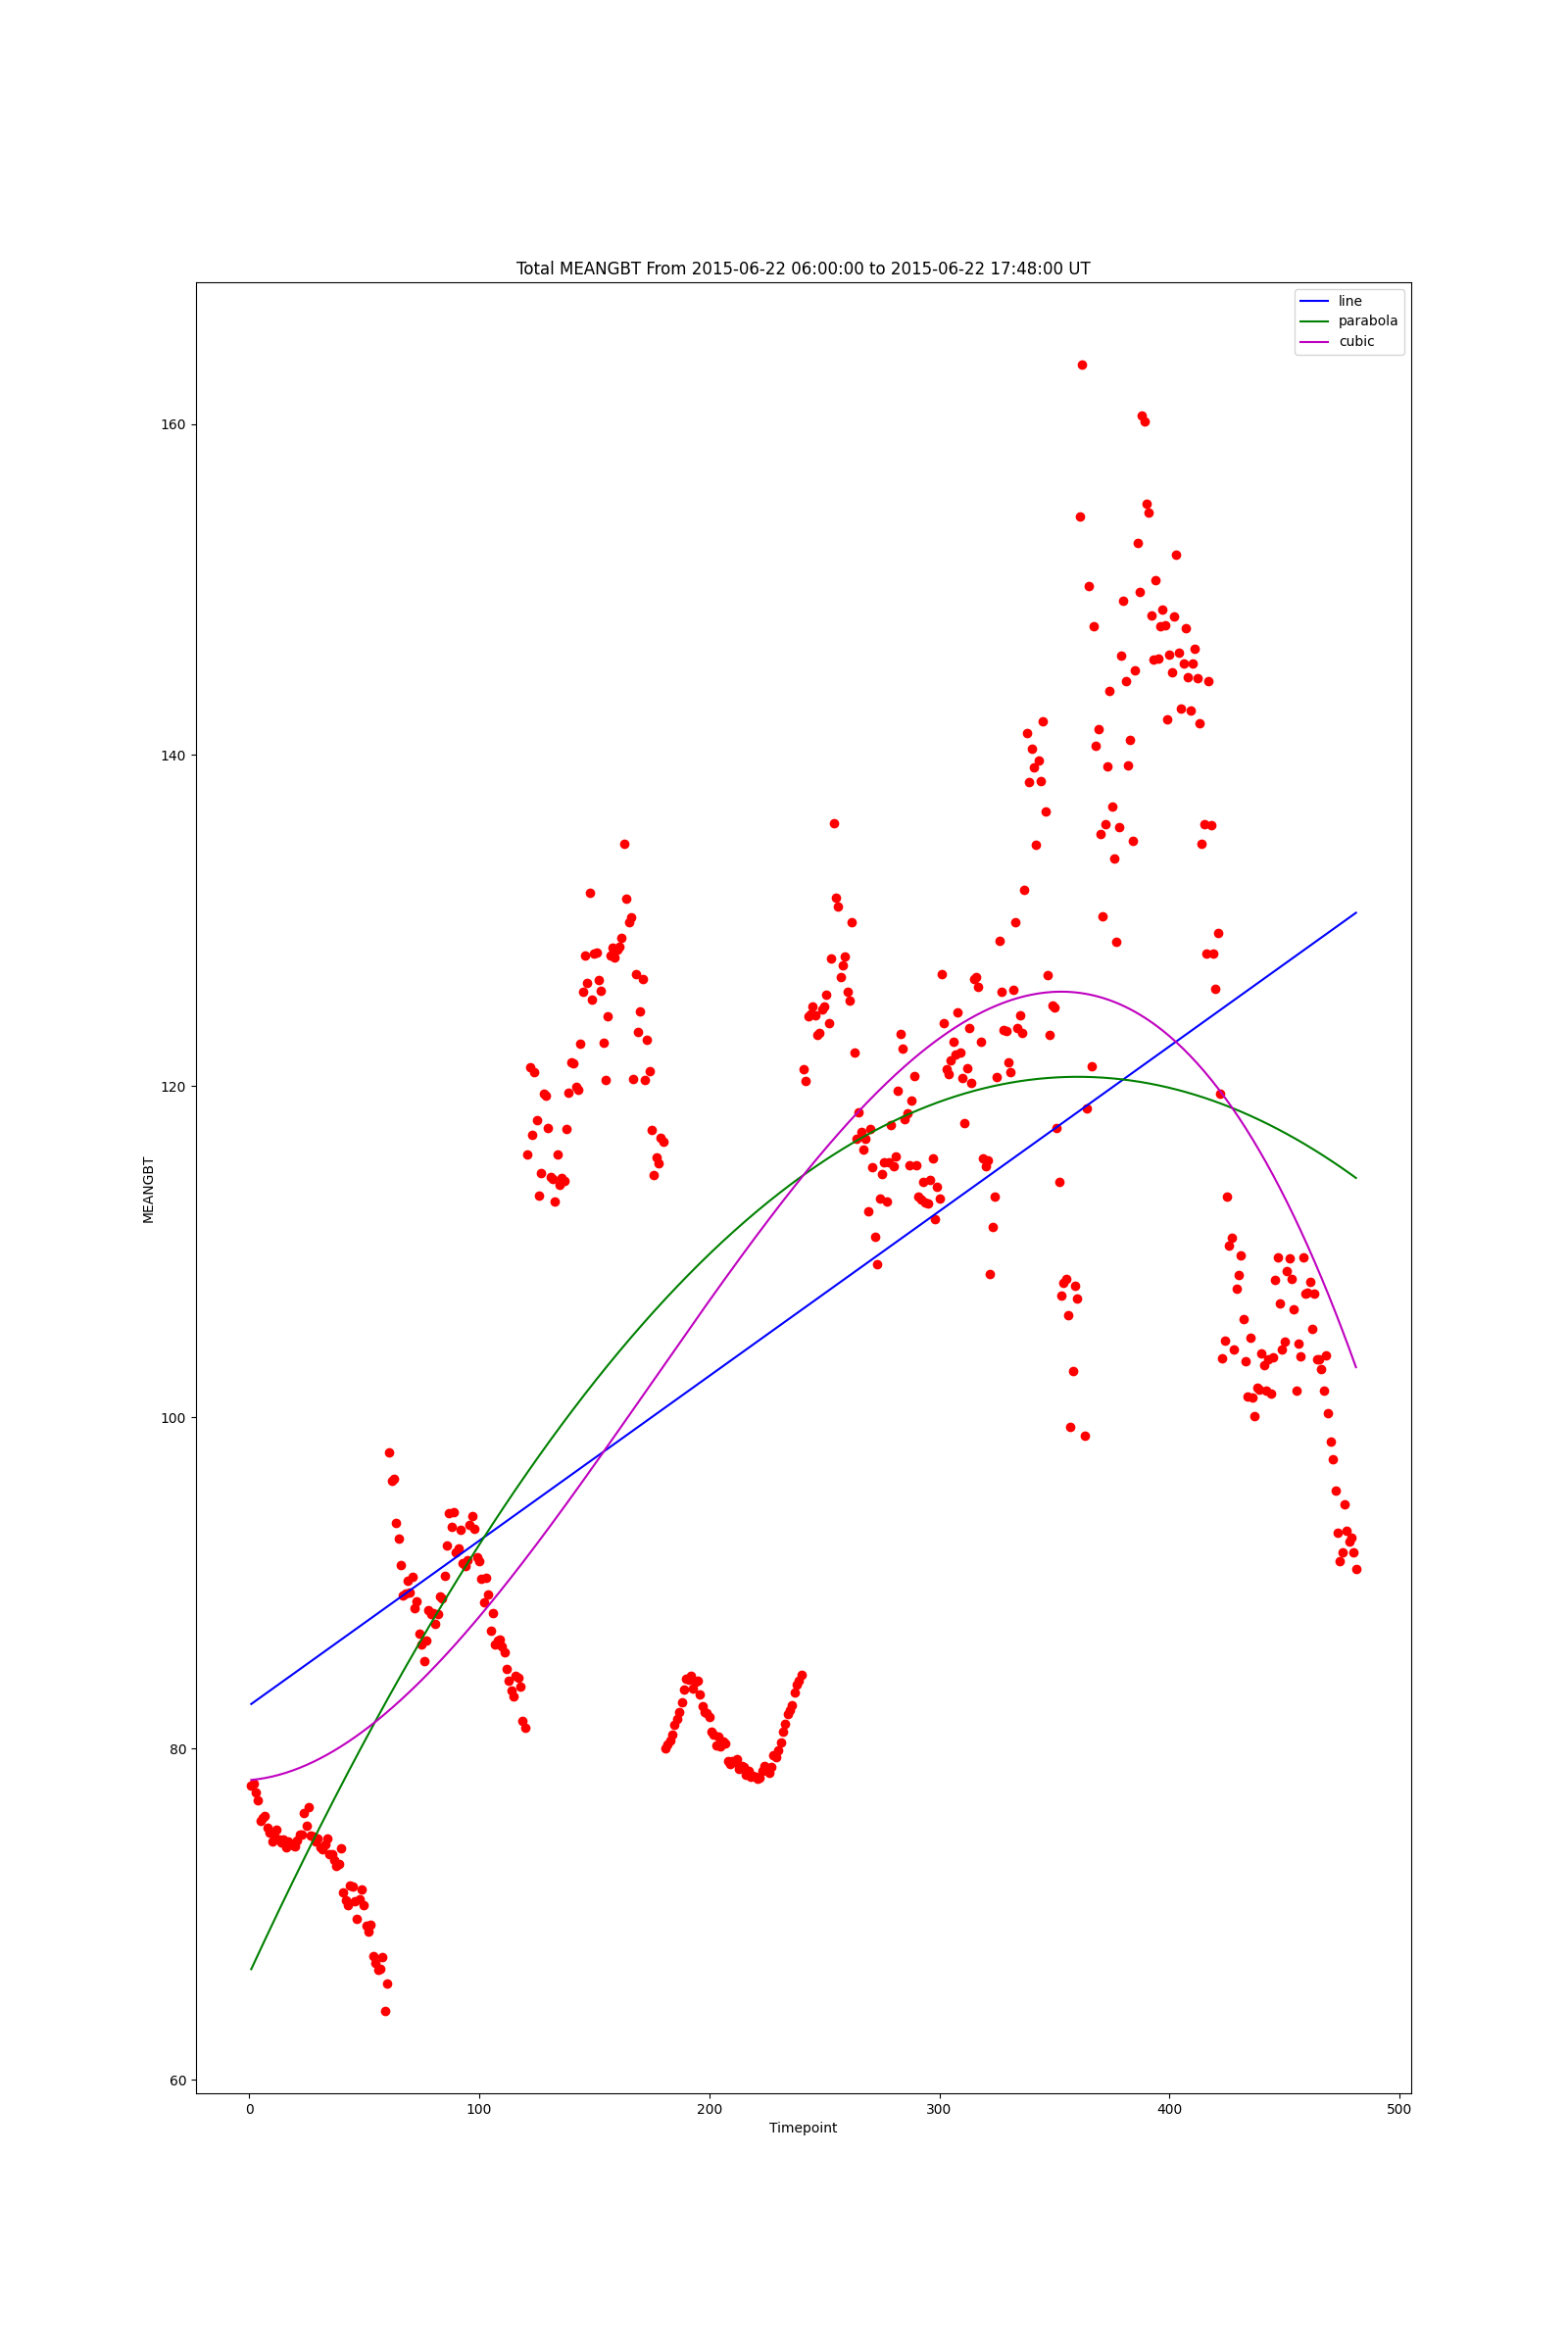 Total MEANGBT From 2015-06-22 06:00:00 to 2015-06-22 17:48:00 UT
line
parabola
cubic
160
140
120
100
80
60
MEANGBT
0 100 200 300 400 500
Timepoint